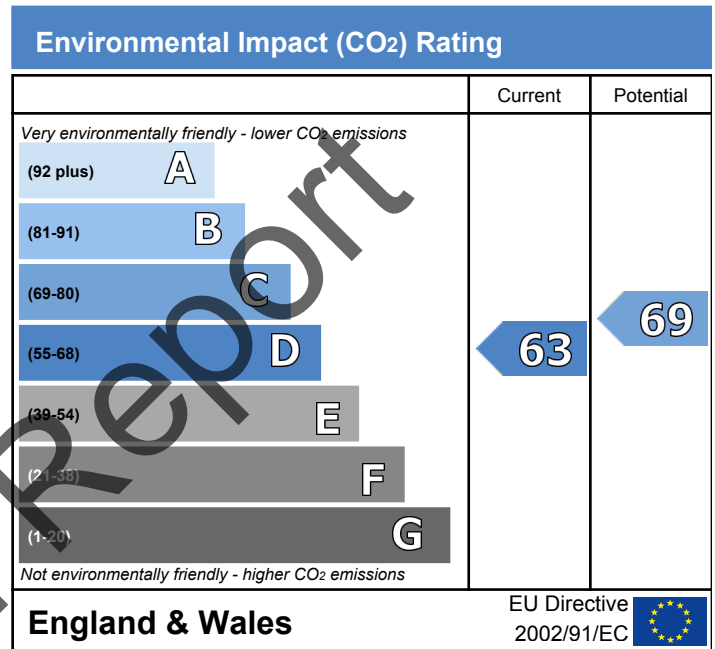 Environmental Impact (CO₂) Rating
Current Potential
Very environmentally friendly - lower CO₂ emissions
(92 plus) A
(81-91) B
(69-80) C
(55-68) D
63
69
(39-54) E
(21-38) F
(1-20) G
Not environmentally friendly - higher CO₂ emissions
England & Wales
EU Directive
2002/91/EC
Report